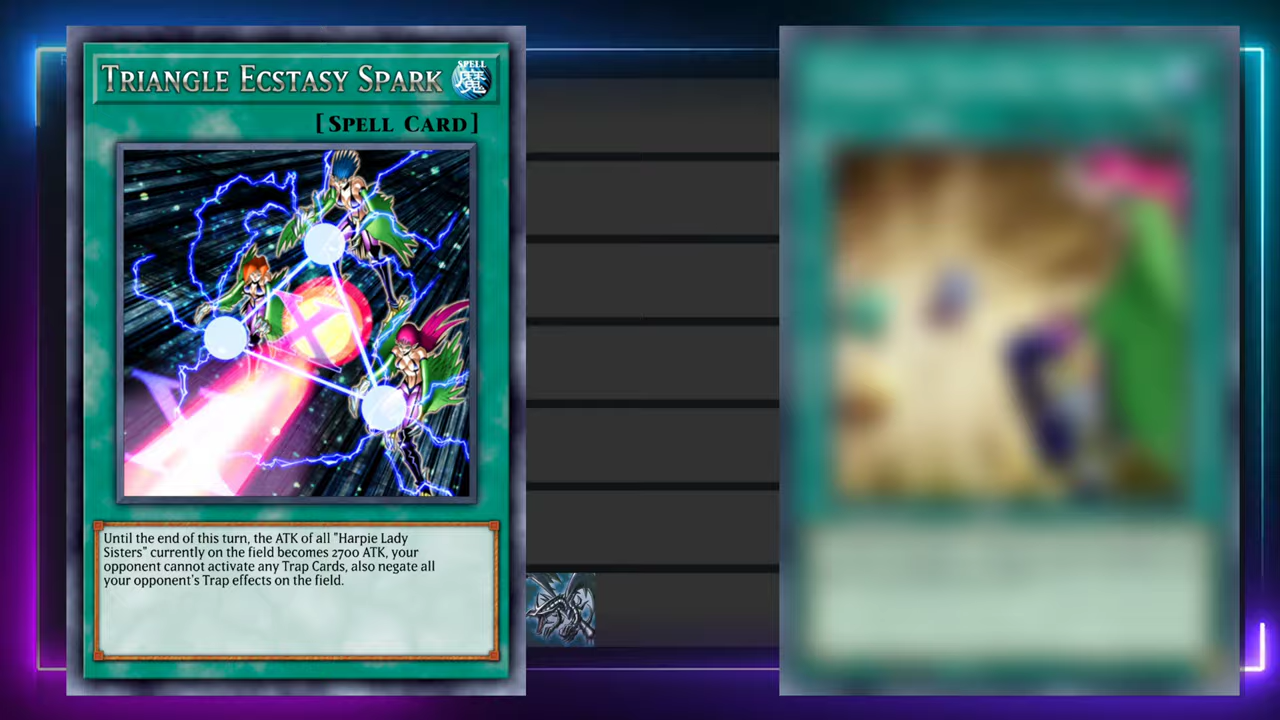 TRIANGLE ECSTASY SPARK
SPELL
魔
[SPELL CARD]
Until the end of this turn, the ATK of all "Harpie Lady
Sisters" currently on the field becomes 2700 ATK, your
opponent cannot activate any Trap Cards, also negate all
your opponent's Trap effects on the field.